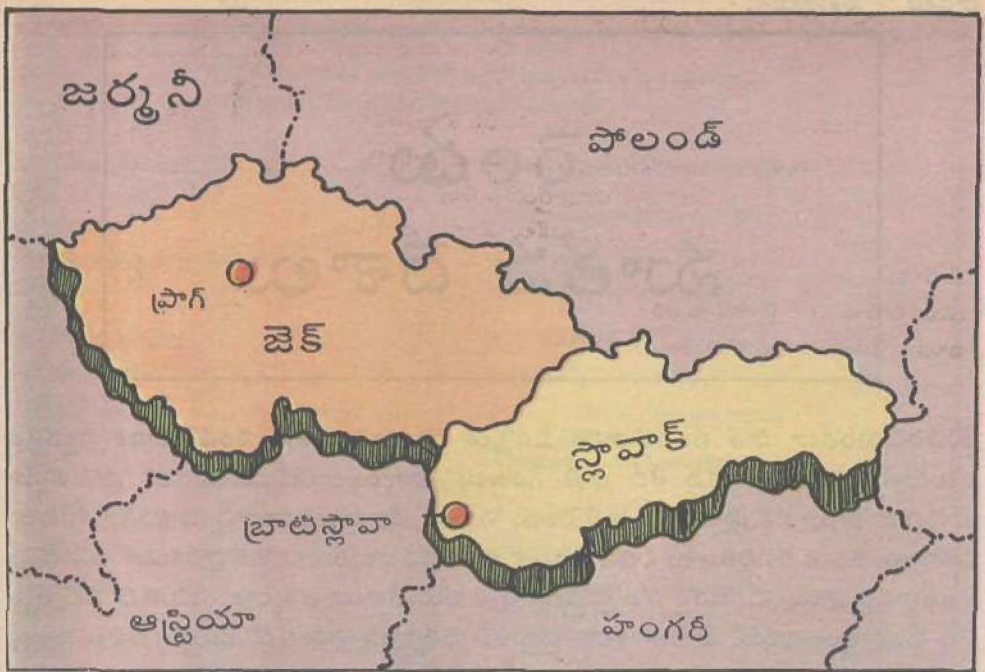 జర్మనీ
పోలండ్
ప్రాగ్
జెక్
స్లొవాక్
బ్రాటిస్లావా
ఆస్ట్రియా
హంగరీ